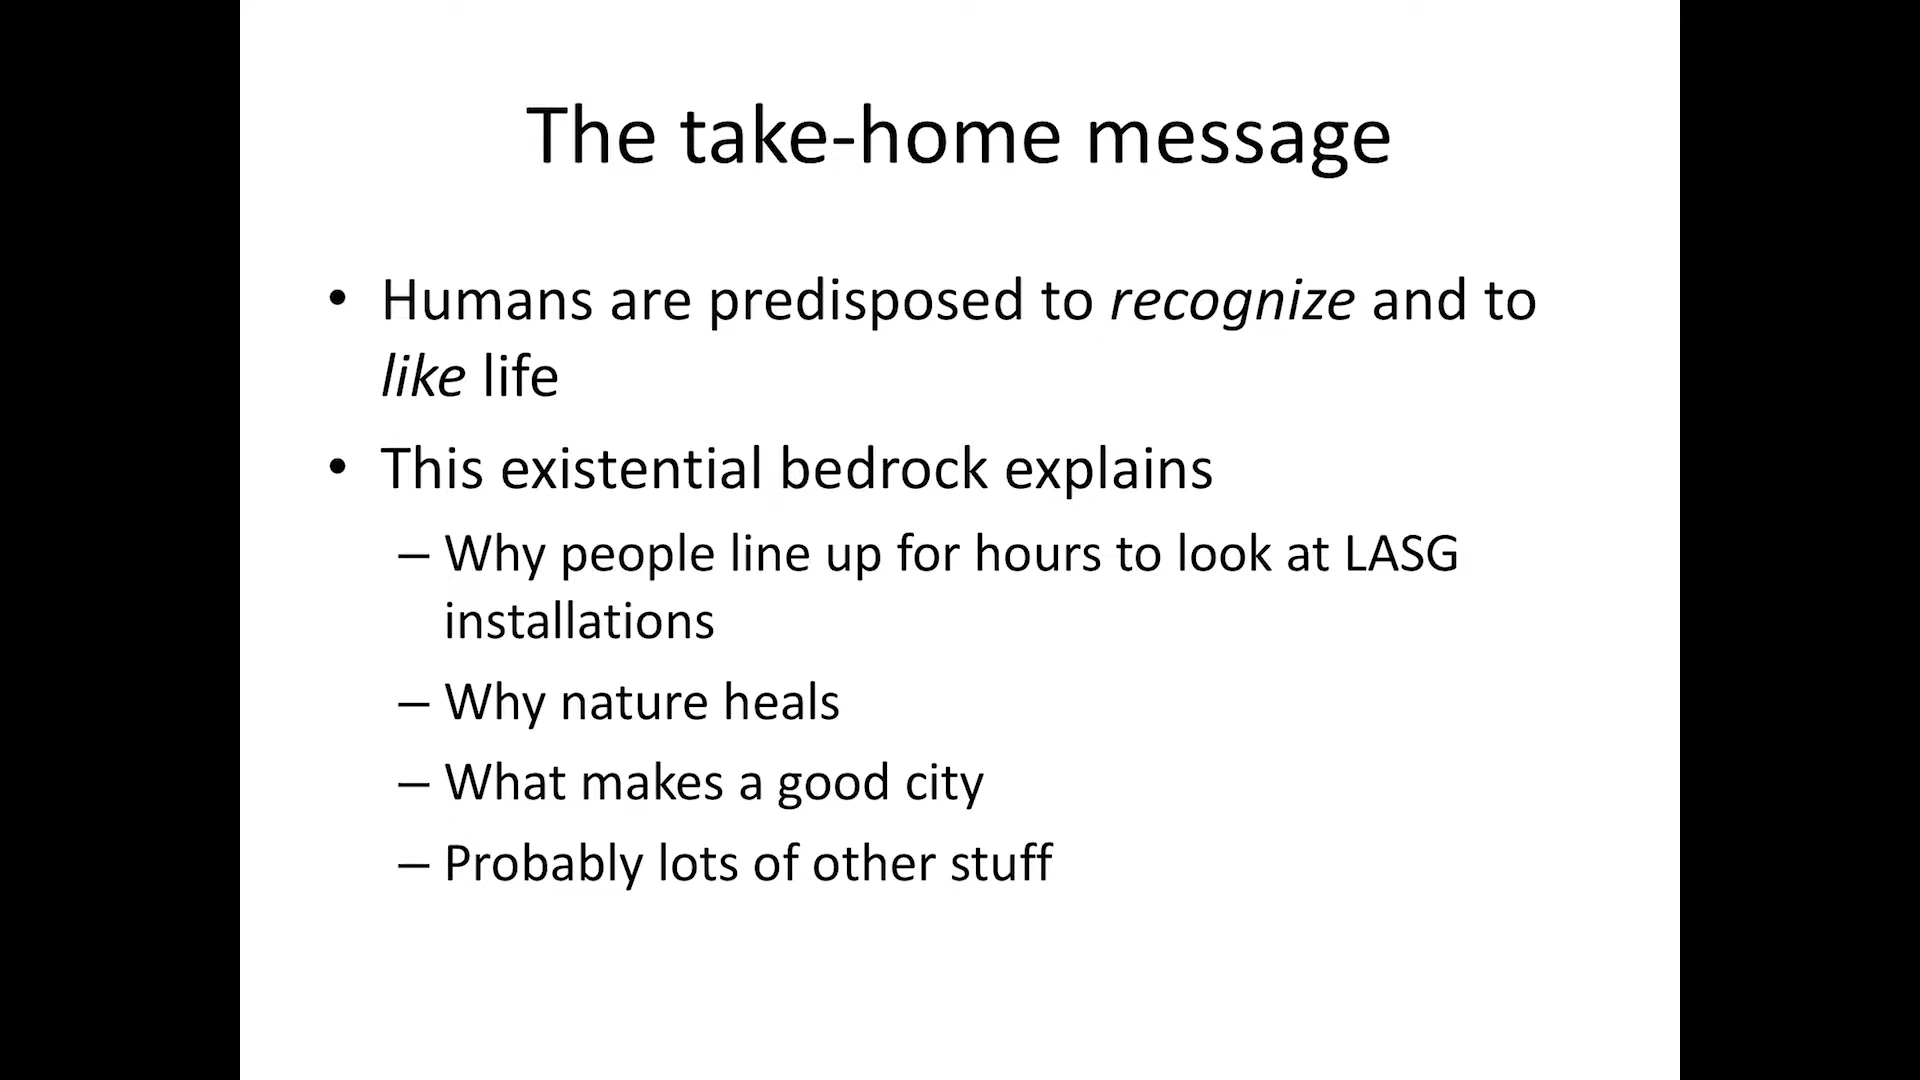 The take-home message
• Humans are predisposed to recognize and to
like life
• This existential bedrock explains
– Why people line up for hours to look at LASG
installations
– Why nature heals
– What makes a good city
– Probably lots of other stuff